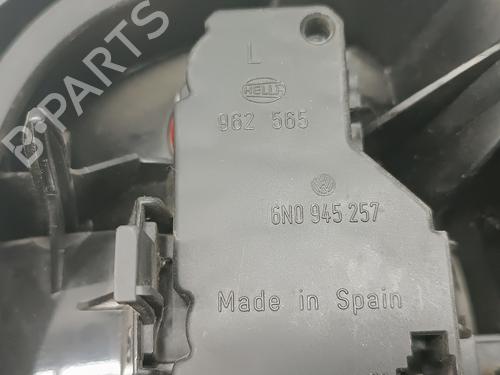 B-PARTS
L
HELLA
962 565
6N0 945 257
Made in Spain